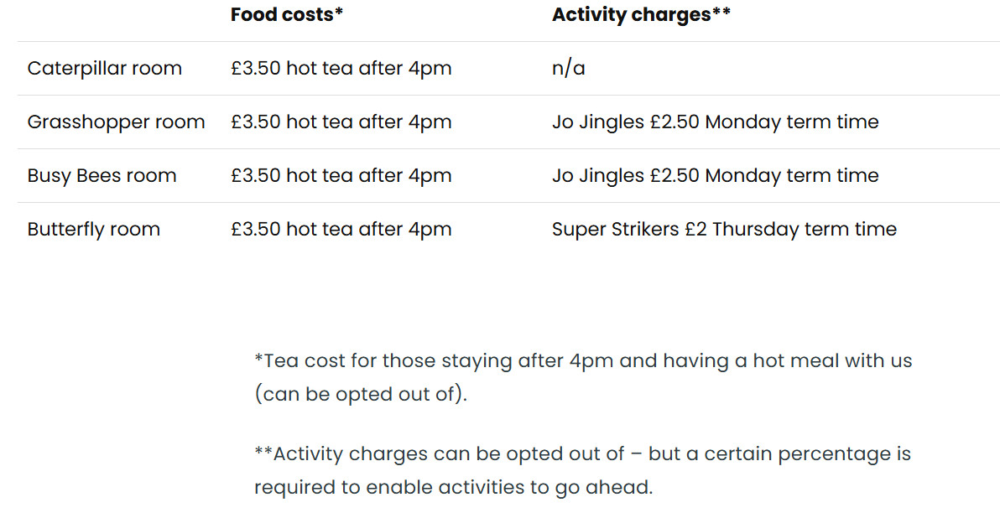 Food costs* Activity charges**
Caterpillar room £3.50 hot tea after 4pm n/a
Grasshopper room £3.50 hot tea after 4pm Jo Jingles £2.50 Monday term time
Busy Bees room £3.50 hot tea after 4pm Jo Jingles £2.50 Monday term time
Butterfly room £3.50 hot tea after 4pm Super Strikers £2 Thursday term time
*Tea cost for those staying after 4pm and having a hot meal with us
(can be opted out of).
**Activity charges can be opted out of – but a certain percentage is
required to enable activities to go ahead.